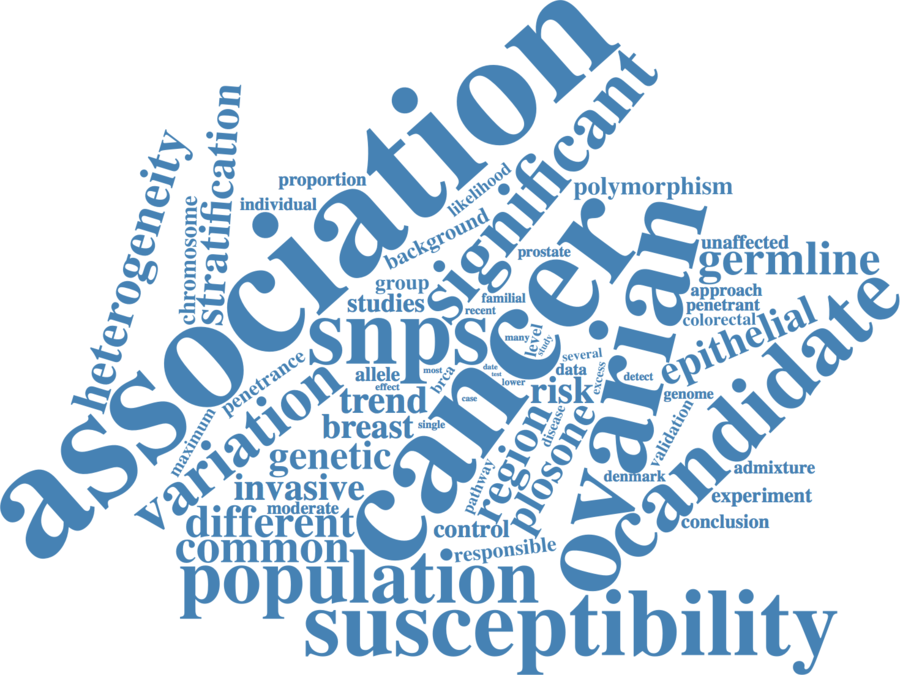 association
significant
heterogeneity
stratification
chromosome
proportion
individual
likelihood
background
polymorphism
cancer
ovarian
prostate
unaffected
germline
group
studies
familial
recent
approach
penetrant
colorectal
snps
many
level
study
epithelial
candidate
penetrance
variation
maximum
allele
effect
most
brca
date
test
lower
several
data
excess
detect
risk
genome
trend
case
breast
single
region
disease
plosone
validation
genetic
pathway
denmark
admixture
invasive
experiment
moderate
different
control
conclusion
common
responsible
population
susceptibility